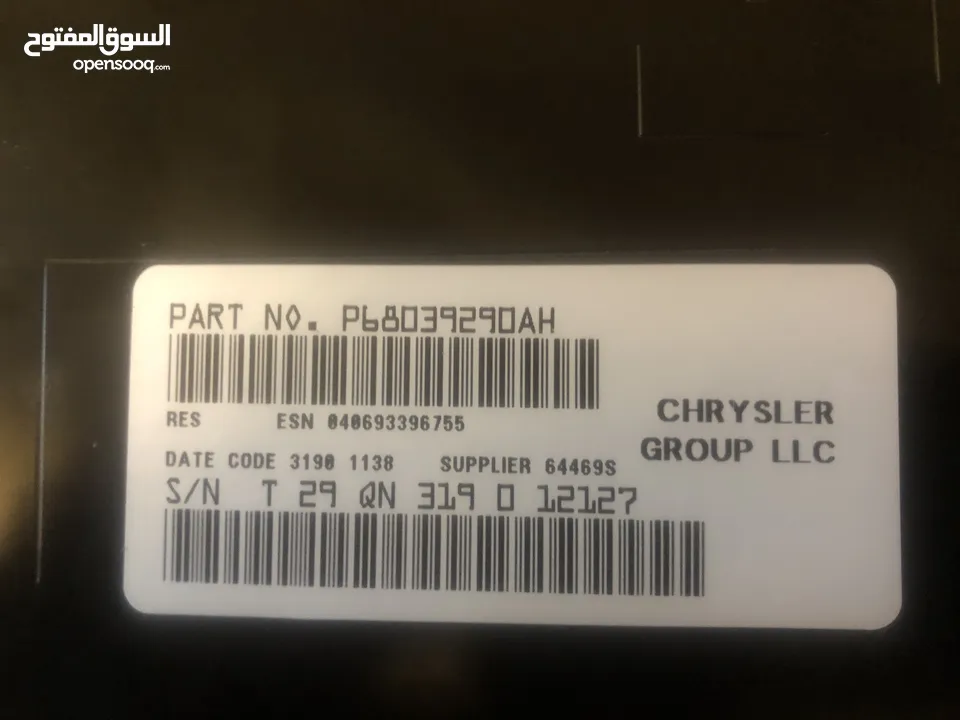 السوق المفتوح
opensooq.com
PART NO. P68039290AH
RES ESN 040693396755
DATE CODE 3190 1138 SUPPLIER 64469S
S/N T 29 QN 319 0 12127
CHRYSLER
GROUP LLC